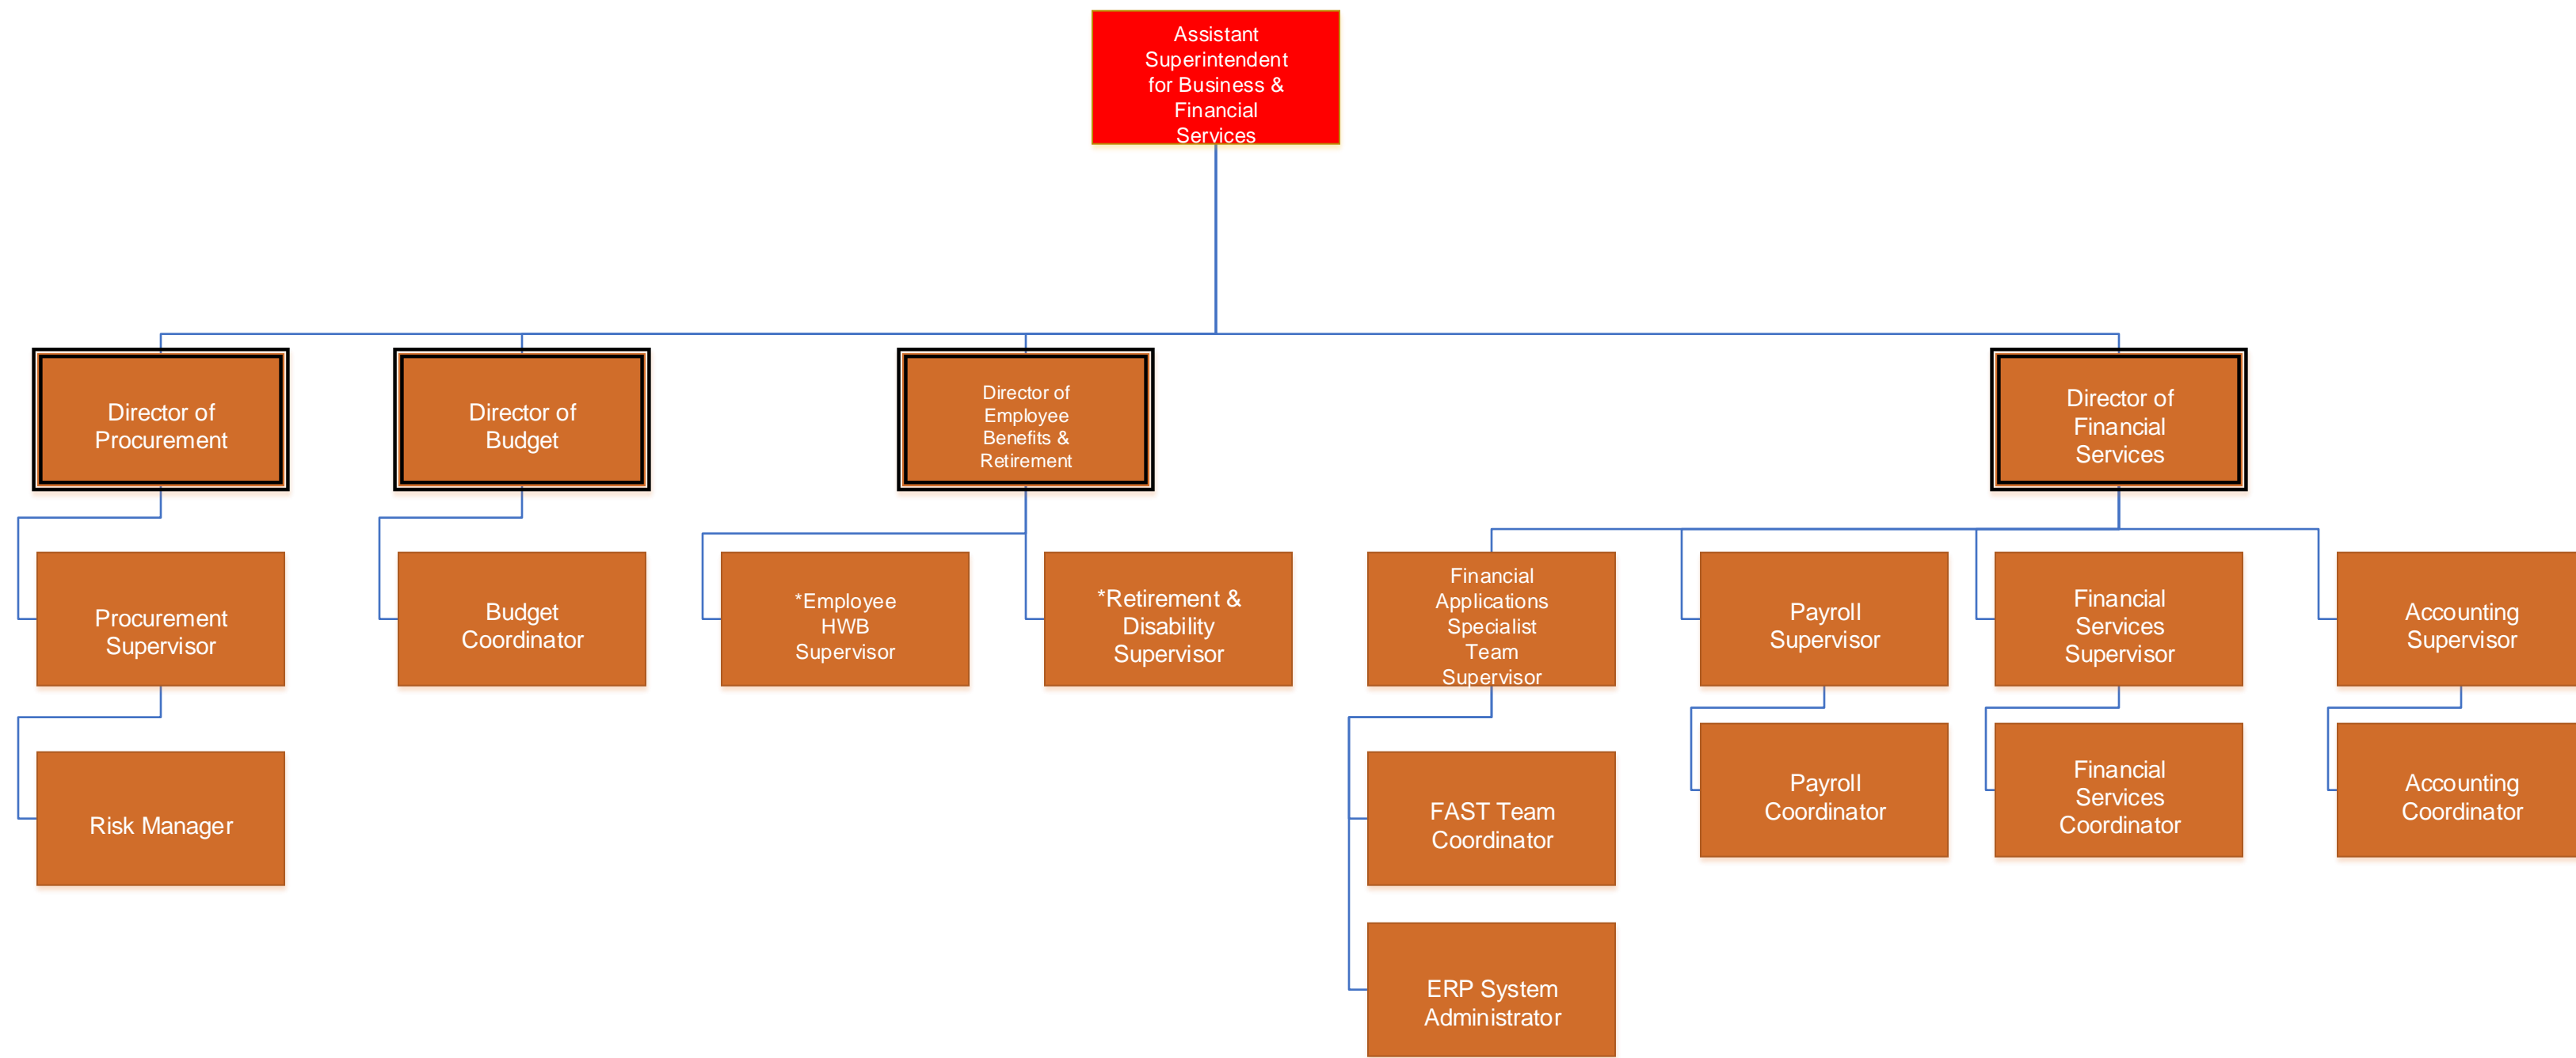 Assistant
Superintendent
for Business &
Financial
Services
Director of
Procurement
Director of
Budget
Director of
Employee
Benefits &
Retirement
Director of
Financial
Services
Procurement
Supervisor
Budget
Coordinator
*Employee
HWB
Supervisor
*Retirement &
Disability
Supervisor
Financial
Applications
Specialist
Team
Supervisor
Payroll
Supervisor
Financial
Services
Supervisor
Accounting
Supervisor
Risk Manager
FAST Team
Coordinator
Payroll
Coordinator
Financial
Services
Coordinator
Accounting
Coordinator
ERP System
Administrator